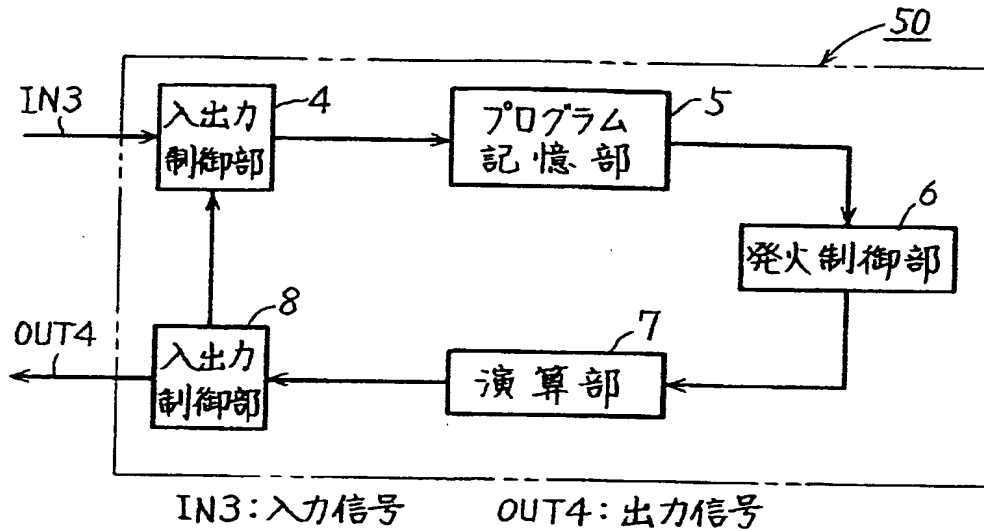 50
IN3
入出力
制御部
4
プログラム
記憶部
5
発火制御部
6
OUT4
入出力
制御部
8
演算部
7
IN3:入力信号 OUT4:出力信号